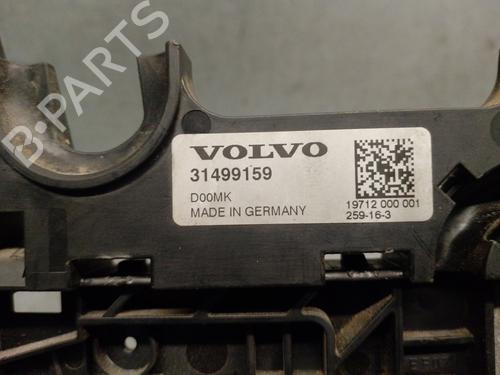 B-PARTS
VOLVO
31499159
D00MK
MADE IN GERMANY
19712 000 001
259-16-3